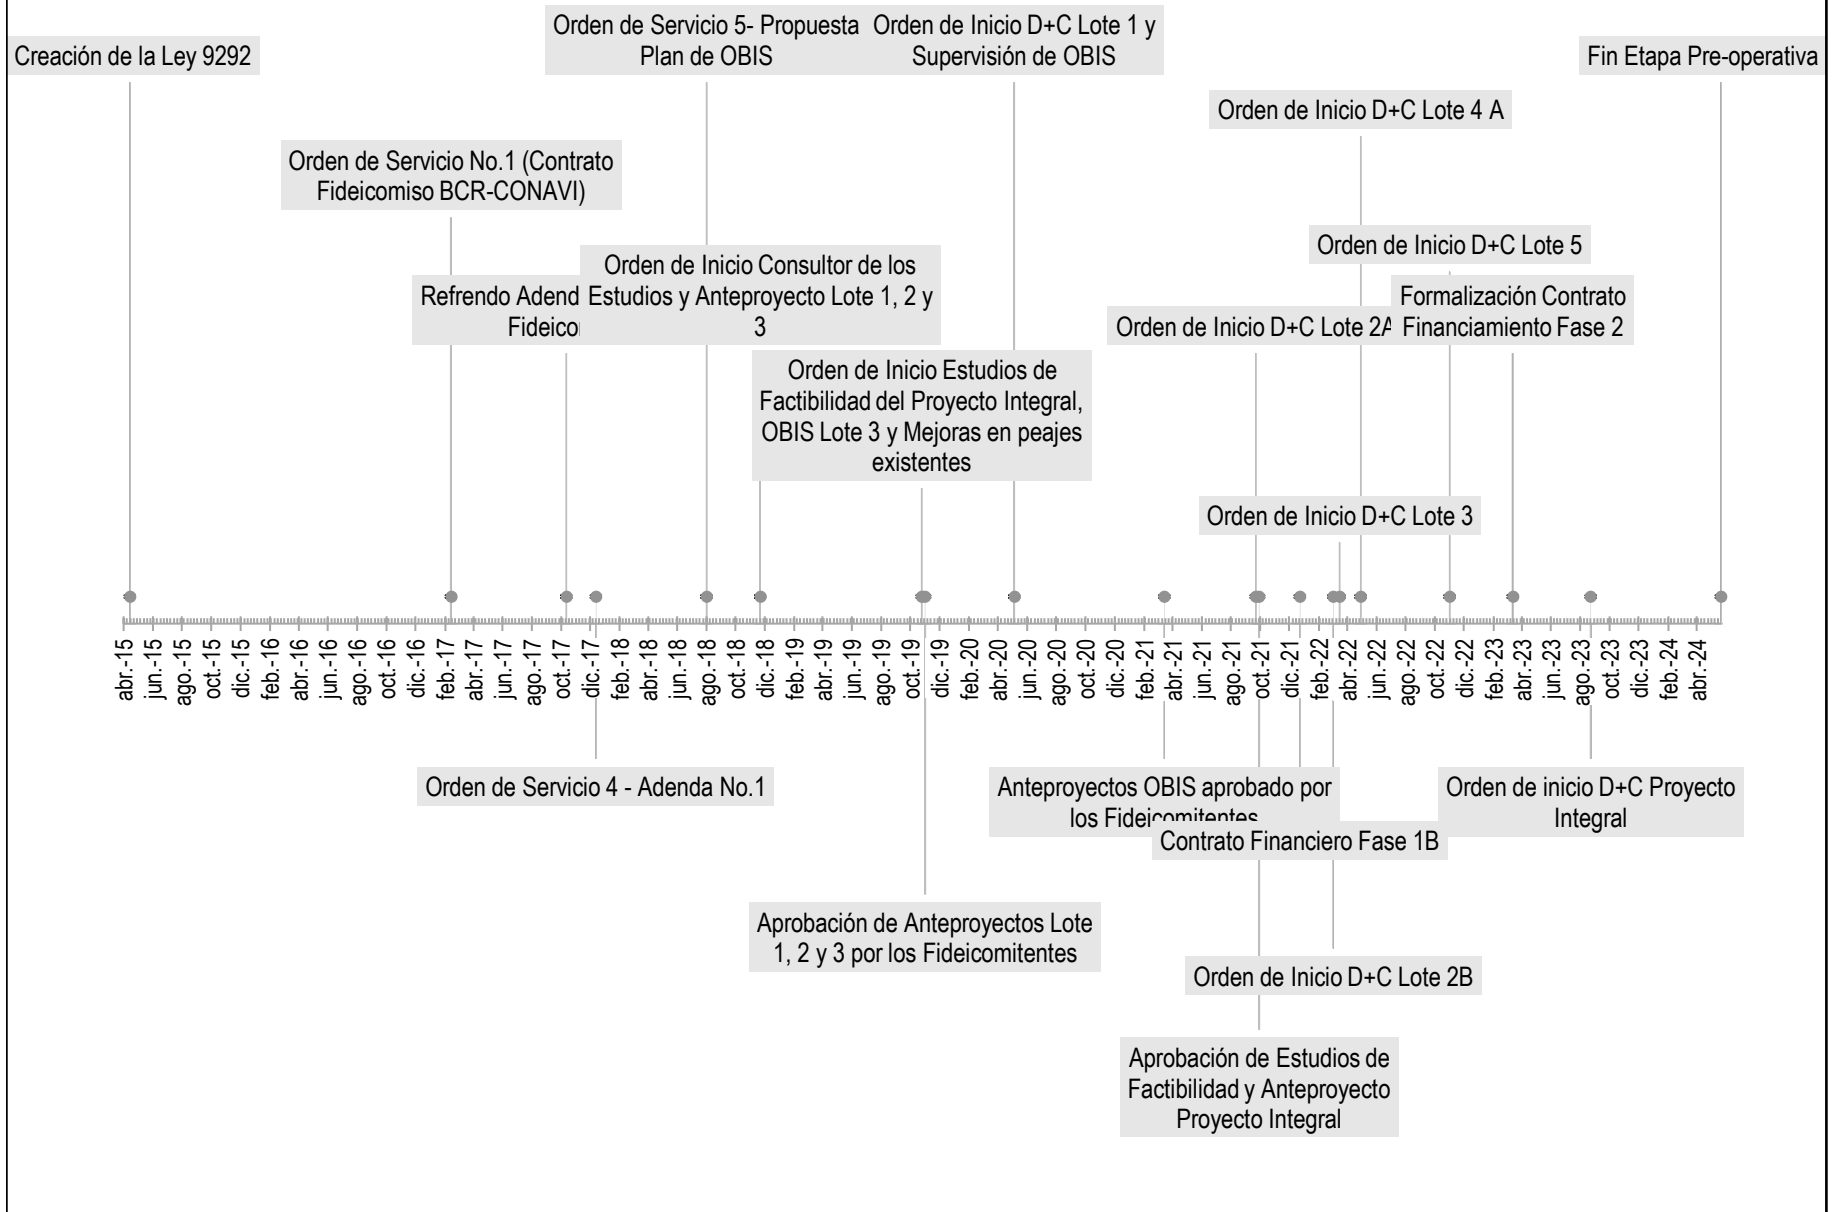 Creación de la Ley 9292
Orden de Servicio 5- Propuesta
Plan de OBIS
Orden de Inicio D+C Lote 1 y
Supervisión de OBIS
Fin Etapa Pre-operativa
Orden de Inicio D+C Lote 4 A
Orden de Servicio No.1 (Contrato
Fideicomiso BCR-CONAVI)
Orden de Inicio D+C Lote 5
Refrendo
Orden de Inicio Consultor de los
Estudios y Anteproyecto Lote 1, 2 y
3
Orden de Inicio D+C Lote 2A
Formalización Contrato
Financiamiento Fase 2
Orden de Inicio Estudios de
Factibilidad del Proyecto Integral,
OBIS Lote 3 y Mejoras en peajes
existentes
Orden de Inicio D+C Lote 3
abr.-15
jun.-15
ago.-15
oct.-15
dic.-15
feb.-16
abr.-16
jun.-16
ago.-16
oct.-16
dic.-16
feb.-17
abr.-17
jun.-17
ago.-17
oct.-17
dic.-17
feb.-18
abr.-18
jun.-18
ago.-18
oct.-18
dic.-18
feb.-19
abr.-19
jun.-19
ago.-19
oct.-19
dic.-19
feb.-20
abr.-20
jun.-20
ago.-20
oct.-20
dic.-20
feb.-21
abr.-21
jun.-21
ago.-21
oct.-21
dic.-21
feb.-22
abr.-22
jun.-22
ago.-22
oct.-22
dic.-22
feb.-23
abr.-23
jun.-23
ago.-23
oct.-23
dic.-23
feb.-24
abr.-24
Orden de Servicio 4 - Adenda No.1
Anteproyectos OBIS aprobado por
los Fideicomitentes
Contrato Financiero Fase 1B
Orden de inicio D+C Proyecto
Integral
Aprobación de Anteproyectos Lote
1, 2 y 3 por los Fideicomitentes
Orden de Inicio D+C Lote 2B
Aprobación de Estudios de
Factibilidad y Anteproyecto
Proyecto Integral